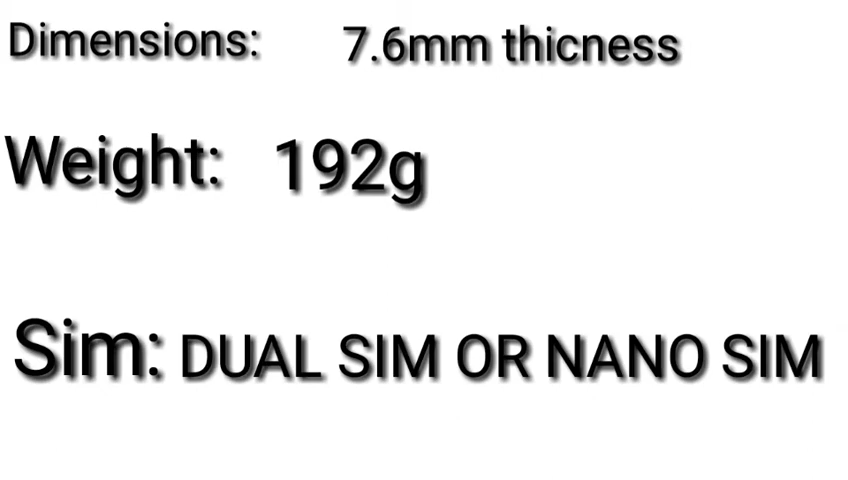 Dimensions: 7.6mm thicness
Weight: 192g
Sim: DUAL SIM OR NANO SIM